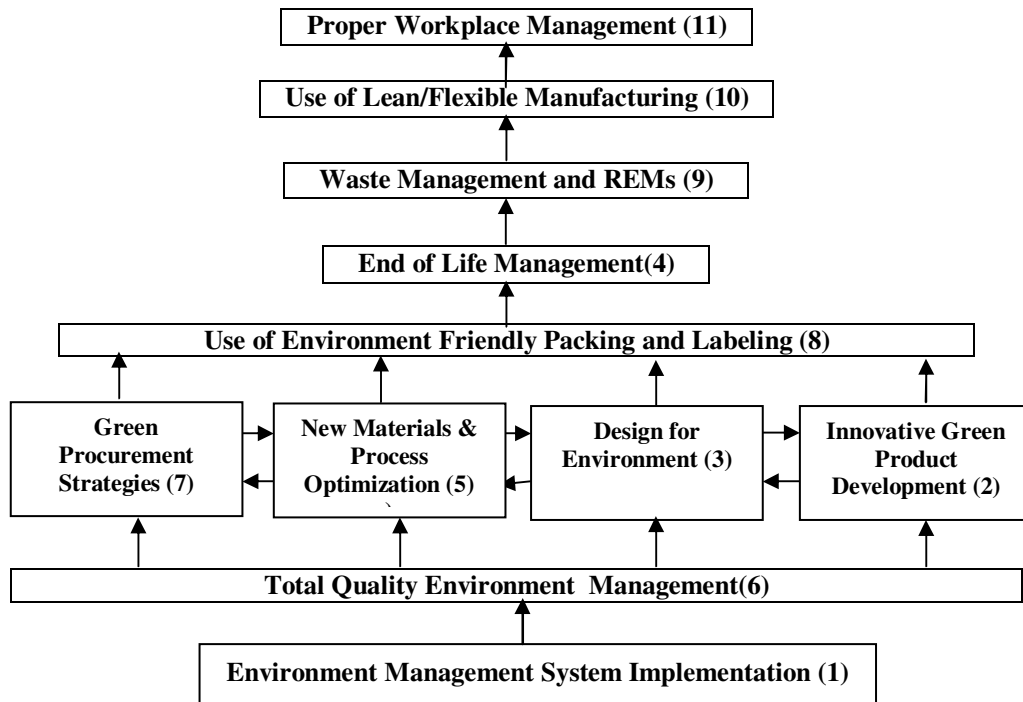 Proper Workplace Management (11)
Use of Lean/Flexible Manufacturing (10)
Waste Management and REMs (9)
End of Life Management(4)
Use of Environment Friendly Packing and Labeling (8)
Green
Procurement
Strategies (7)
New Materials &
Process
Optimization (5)
Design for
Environment (3)
Innovative Green
Product
Development (2)
Total Quality Environment Management(6)
Environment Management System Implementation (1)